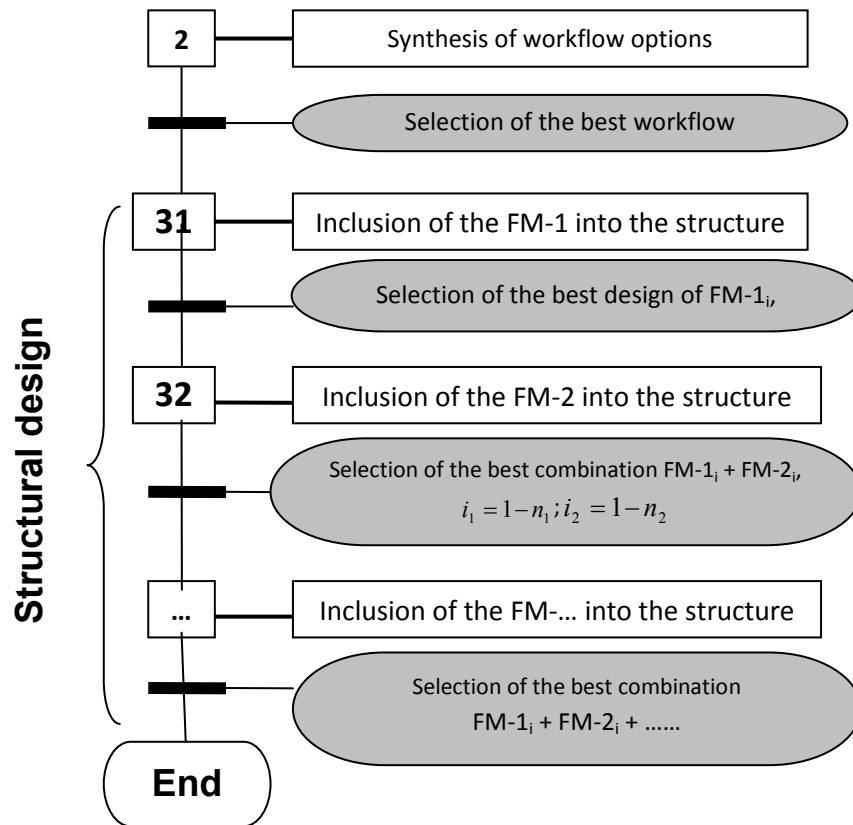 2
Synthesis of workflow options
Selection of the best workflow
Structural design
31
Inclusion of the FM-1 into the structure
Selection of the best design of FM-1ᵢ,
32
Inclusion of the FM-2 into the structure
Selection of the best combination FM-1ᵢ + FM-2ᵢ,
i₁ = 1 − n₁ ; i₂ = 1 − n₂
...
Inclusion of the FM-... into the structure
Selection of the best combination
FM-1ᵢ + FM-2ᵢ + ......
End